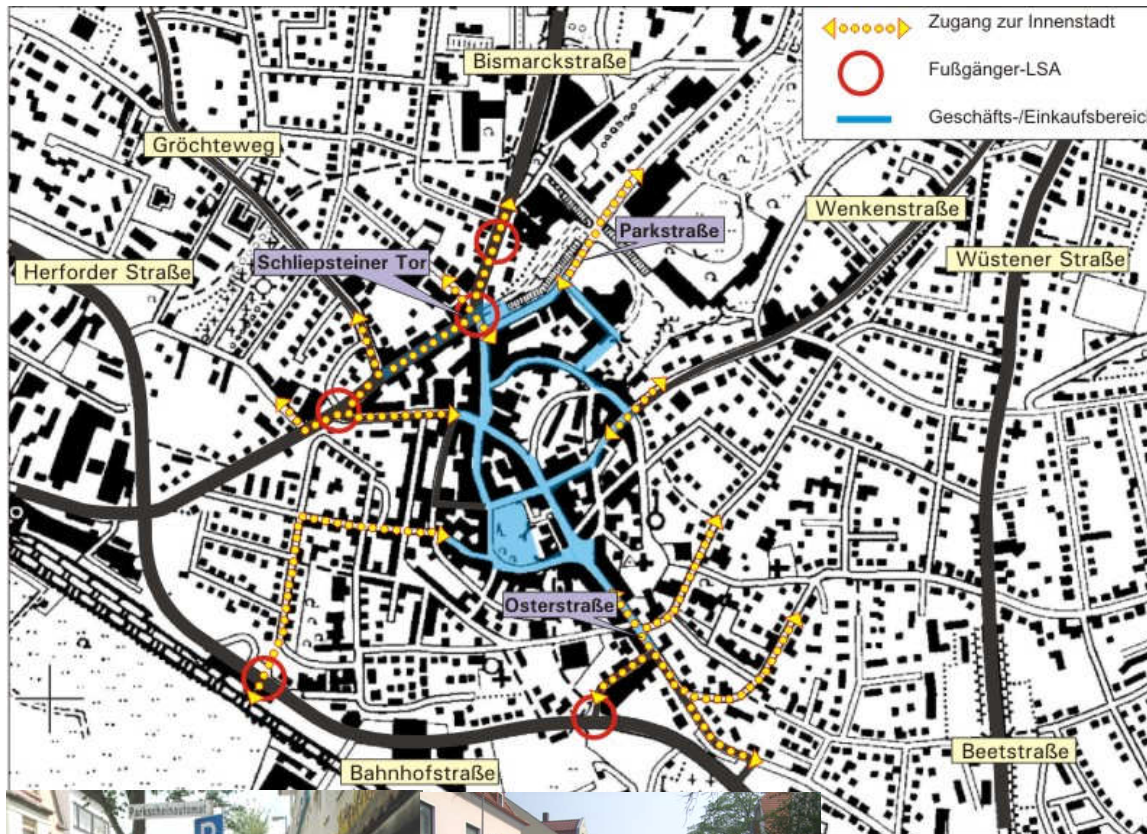 Zugang zur Innenstadt
Fußgänger-LSA
Geschäfts-/Einkaufsbereic
Bismarckstraße
Gröchteweg
Wenkenstraße
Parkstraße
Schliepsteiner Tor
Wüstener Straße
Herforder Straße
Osterstraße
Beetstraße
Bahnhofstraße
Parkscheinautomat
P